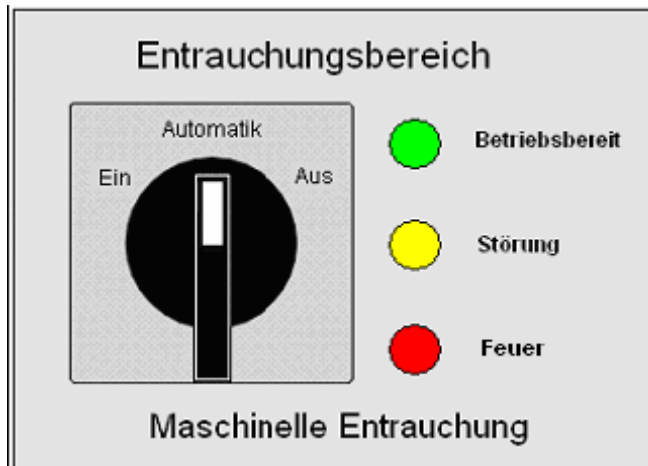 Entrauchungsbereich
Automatik
Ein
Aus
Betriebsbereit
Störung
Feuer
Maschinelle Entrauchung